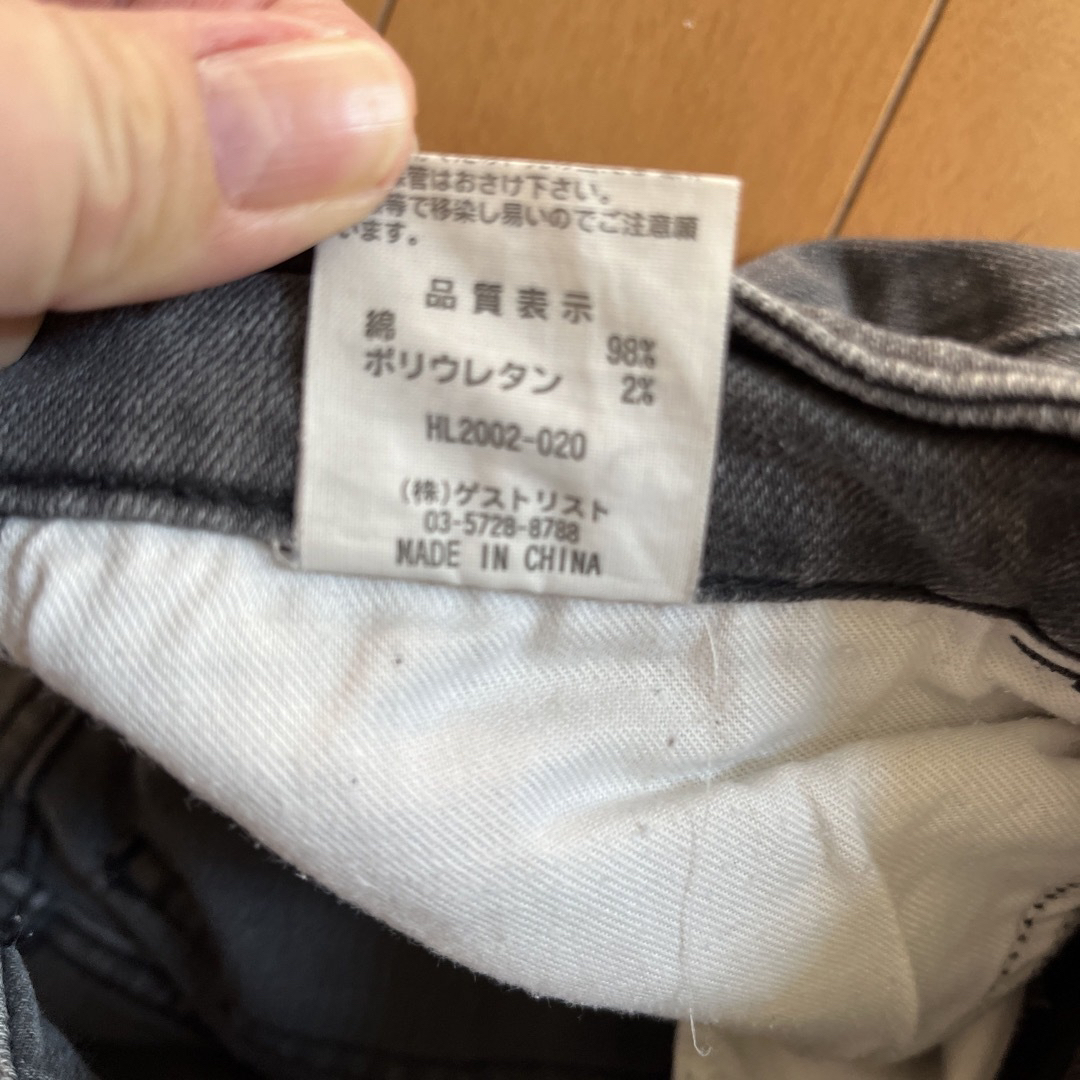 管はおさけ下さい。
等で移染し易いのでご注意願
います。
品質表示
綿 98%
ポリウレタン 2%
HL2002-020
(株)ゲストリスト
03-5728-8788
MADE IN CHINA